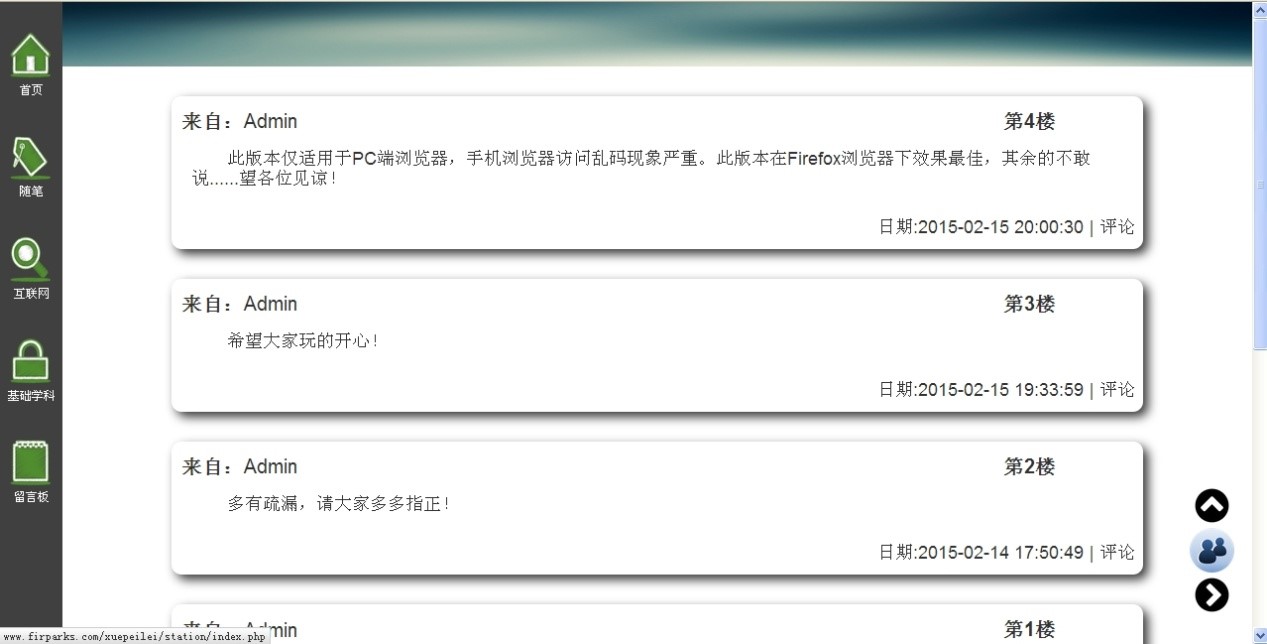 首页
随笔
互联网
基础学科
留言板
来自：Admin 第4楼
此版本仅适用于PC端浏览器，手机浏览器访问乱码现象严重。此版本在Firefox浏览器下效果最佳，其余的不敢
说......望各位见谅！
日期:2015-02-15 20:00:30 | 评论
来自：Admin 第3楼
希望大家玩的开心！
日期:2015-02-15 19:33:59 | 评论
来自：Admin 第2楼
多有疏漏，请大家多多指正！
日期:2015-02-14 17:50:49 | 评论
来自：Admin 第1楼
www.firparks.com/xuepeilei/station/index.php